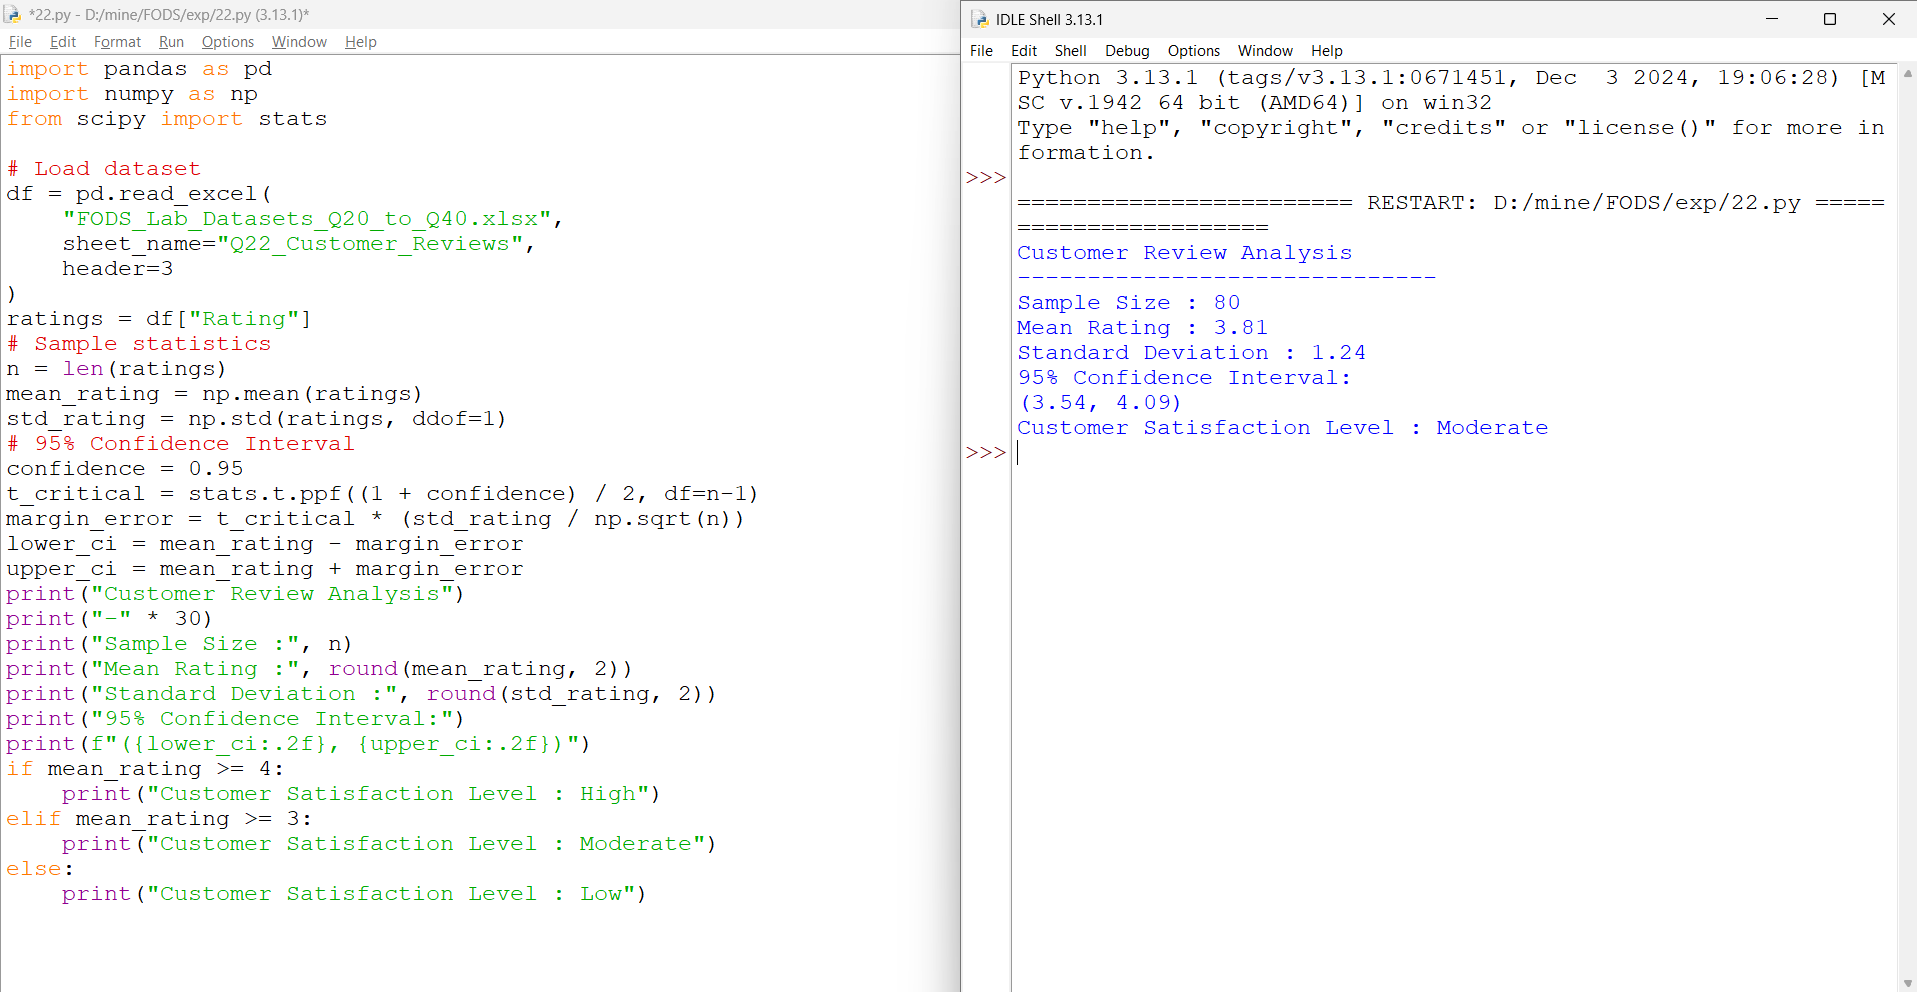 *22.py - D:/mine/FODS/exp/22.py (3.13.1)*
File Edit Format Run Options Window Help
import pandas as pd
import numpy as np
from scipy import stats
# Load dataset
df = pd.read_excel(
    "FODS_Lab_Datasets_Q20_to_Q40.xlsx",
    sheet_name="Q22_Customer_Reviews",
    header=3
)
ratings = df["Rating"]
# Sample statistics
n = len(ratings)
mean_rating = np.mean(ratings)
std_rating = np.std(ratings, ddof=1)
# 95% Confidence Interval
confidence = 0.95
t_critical = stats.t.ppf((1 + confidence) / 2, df=n-1)
margin_error = t_critical * (std_rating / np.sqrt(n))
lower_ci = mean_rating - margin_error
upper_ci = mean_rating + margin_error
print("Customer Review Analysis")
print("-" * 30)
print("Sample Size :", n)
print("Mean Rating :", round(mean_rating, 2))
print("Standard Deviation :", round(std_rating, 2))
print("95% Confidence Interval:")
print(f"({lower_ci:.2f}, {upper_ci:.2f})")
if mean_rating >= 4:
    print("Customer Satisfaction Level : High")
elif mean_rating >= 3:
    print("Customer Satisfaction Level : Moderate")
else:
    print("Customer Satisfaction Level : Low")
IDLE Shell 3.13.1
File Edit Shell Debug Options Window Help
Python 3.13.1 (tags/v3.13.1:0671451, Dec  3 2024, 19:06:28) [M
SC v.1942 64 bit (AMD64)] on win32
Type "help", "copyright", "credits" or "license()" for more in
formation.
>>>
======================== RESTART: D:/mine/FODS/exp/22.py =====
==================
Customer Review Analysis
------------------------------
Sample Size : 80
Mean Rating : 3.81
Standard Deviation : 1.24
95% Confidence Interval:
(3.54, 4.09)
Customer Satisfaction Level : Moderate
>>>